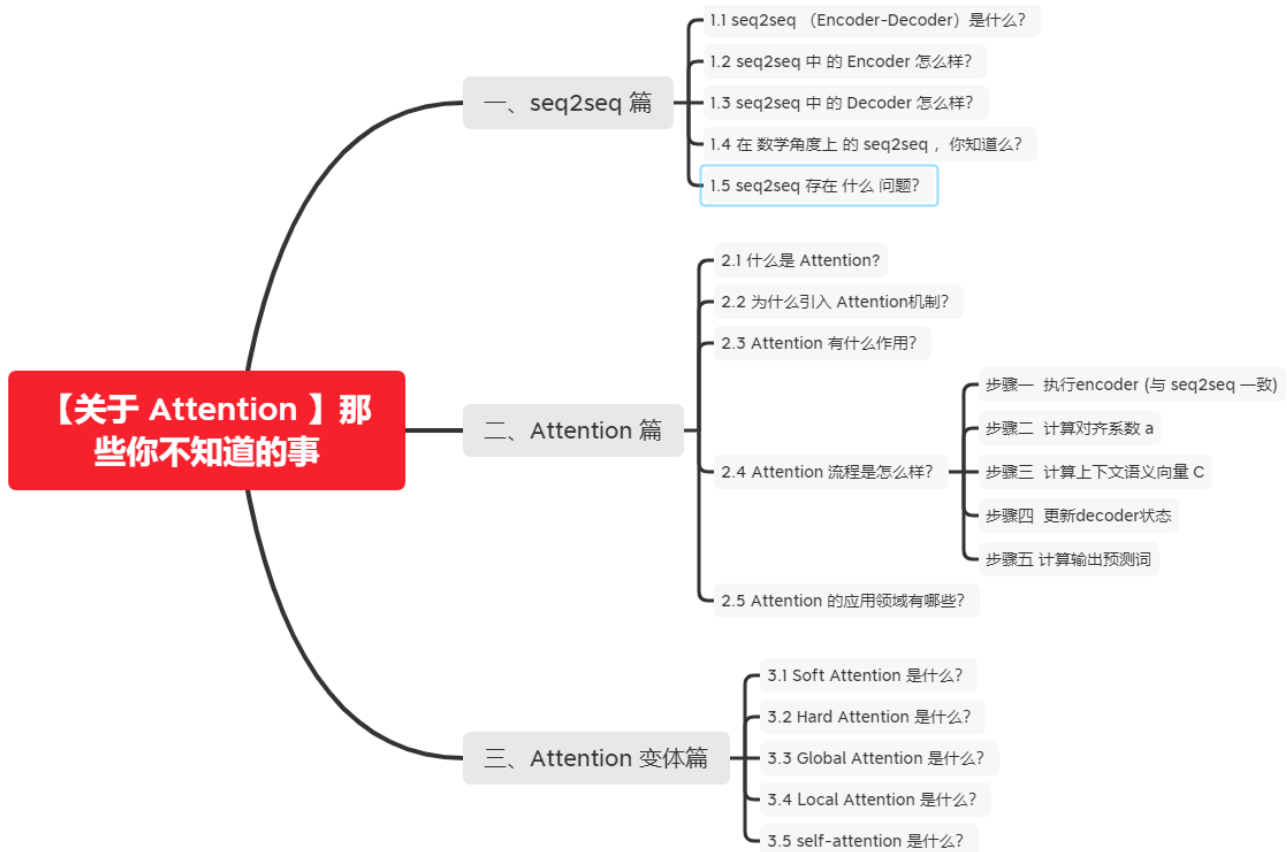 【关于 Attention 】那
些你不知道的事
一、seq2seq 篇
1.1 seq2seq （Encoder-Decoder）是什么？
1.2 seq2seq 中 的 Encoder 怎么样？
1.3 seq2seq 中 的 Decoder 怎么样？
1.4 在 数学角度上 的 seq2seq ，你知道么？
1.5 seq2seq 存在 什么 问题？
二、Attention 篇
2.1 什么是 Attention?
2.2 为什么引入 Attention机制？
2.3 Attention 有什么作用？
2.4 Attention 流程是怎么样？
步骤一 执行encoder (与 seq2seq 一致)
步骤二 计算对齐系数 a
步骤三 计算上下文语义向量 C
步骤四 更新decoder状态
步骤五 计算输出预测词
2.5 Attention 的应用领域有哪些？
三、Attention 变体篇
3.1 Soft Attention 是什么？
3.2 Hard Attention 是什么？
3.3 Global Attention 是什么？
3.4 Local Attention 是什么？
3.5 self-attention 是什么？